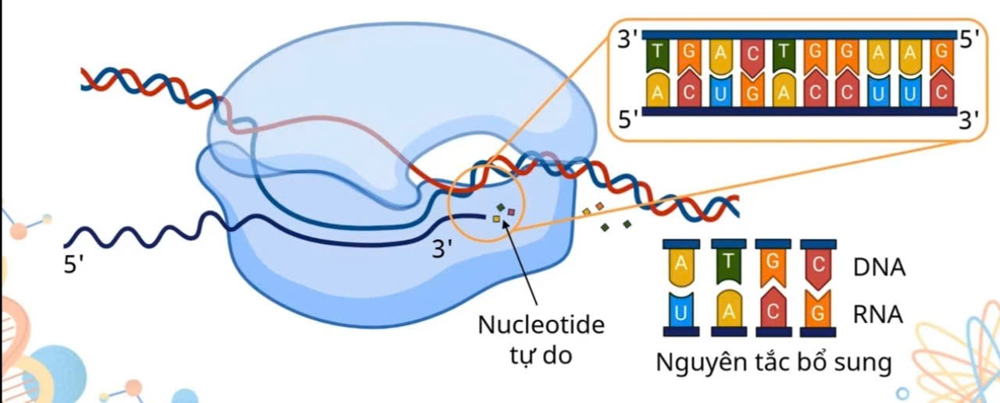 3' T G A C T G G A A G 5'
5' A C U G A C C U U C 3'
5'
3'
Nucleotide
tự do
A T G C DNA
U A C G RNA
Nguyên tắc bổ sung